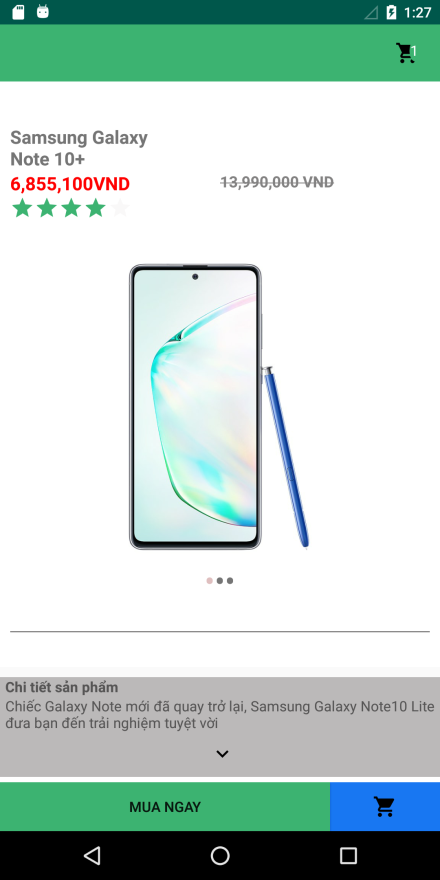 1:27
1
Samsung Galaxy
Note 10+
6,855,100VND
13,990,000 VND
Chi tiết sản phẩm
Chiếc Galaxy Note mới đã quay trở lại, Samsung Galaxy Note10 Lite
đưa bạn đến trải nghiệm tuyệt vời
MUA NGAY